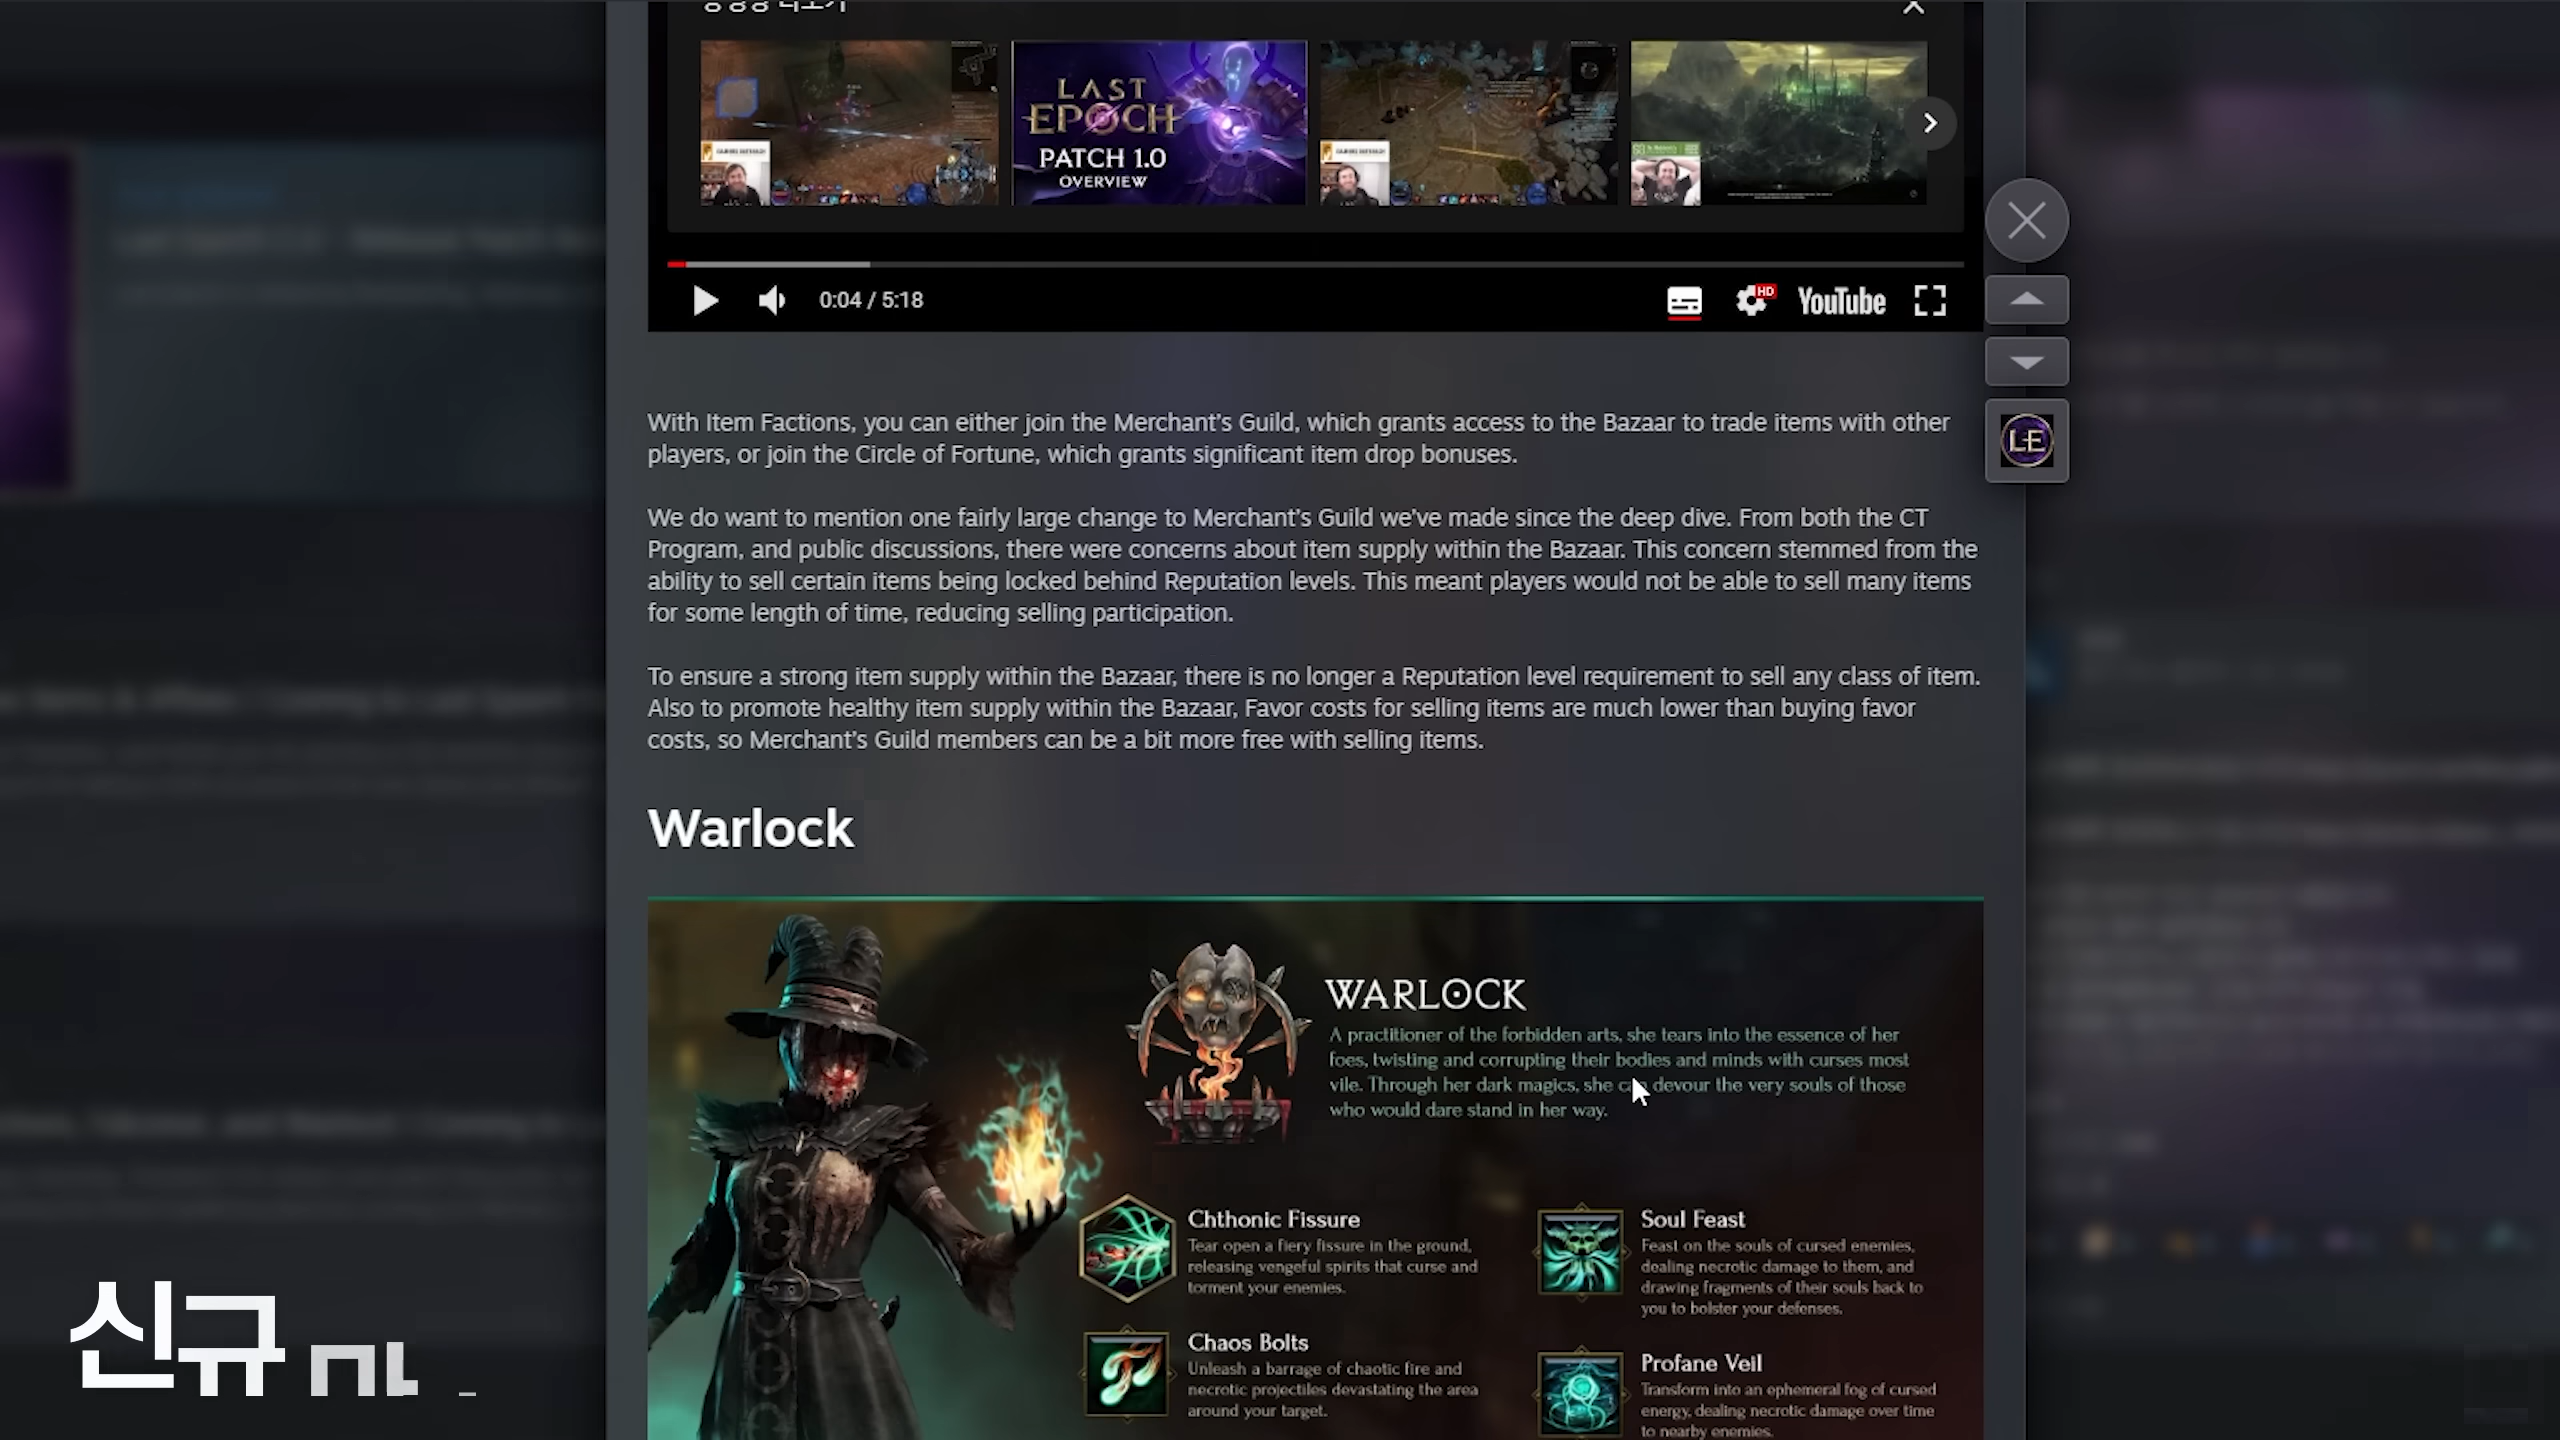 LAST
EPOCH
PATCH 1.0
OVERVIEW
0:04 / 5:18
HD
YouTube
LE
With Item Factions, you can either join the Merchant's Guild, which grants access to the Bazaar to trade items with other
players, or join the Circle of Fortune, which grants significant item drop bonuses.
We do want to mention one fairly large change to Merchant's Guild we've made since the deep dive. From both the CT
Program, and public discussions, there were concerns about item supply within the Bazaar. This concern stemmed from the
ability to sell certain items being locked behind Reputation levels. This meant players would not be able to sell many items
for some length of time, reducing selling participation.
To ensure a strong item supply within the Bazaar, there is no longer a Reputation level requirement to sell any class of item.
Also to promote healthy item supply within the Bazaar, Favor costs for selling items are much lower than buying favor
costs, so Merchant's Guild members can be a bit more free with selling items.
Warlock
WARLOCK
A practitioner of the forbidden arts, she tears into the essence of her
foes, twisting and corrupting their bodies and minds with curses most
vile. Through her dark magics, she can devour the very souls of those
who would dare stand in her way.
Chthonic Fissure
Tear open a fiery fissure in the ground,
releasing vengeful spirits that curse and
torment your enemies.
Soul Feast
Feast on the souls of cursed enemies,
dealing necrotic damage to them, and
drawing fragments of their souls back to
you to bolster your defenses.
Chaos Bolts
Unleash a barrage of chaotic fire and
necrotic projectiles devastating the area
around your target.
Profane Veil
Transform into an ephemeral fog of cursed
energy, dealing necrotic damage over time
to nearby enemies.
신규